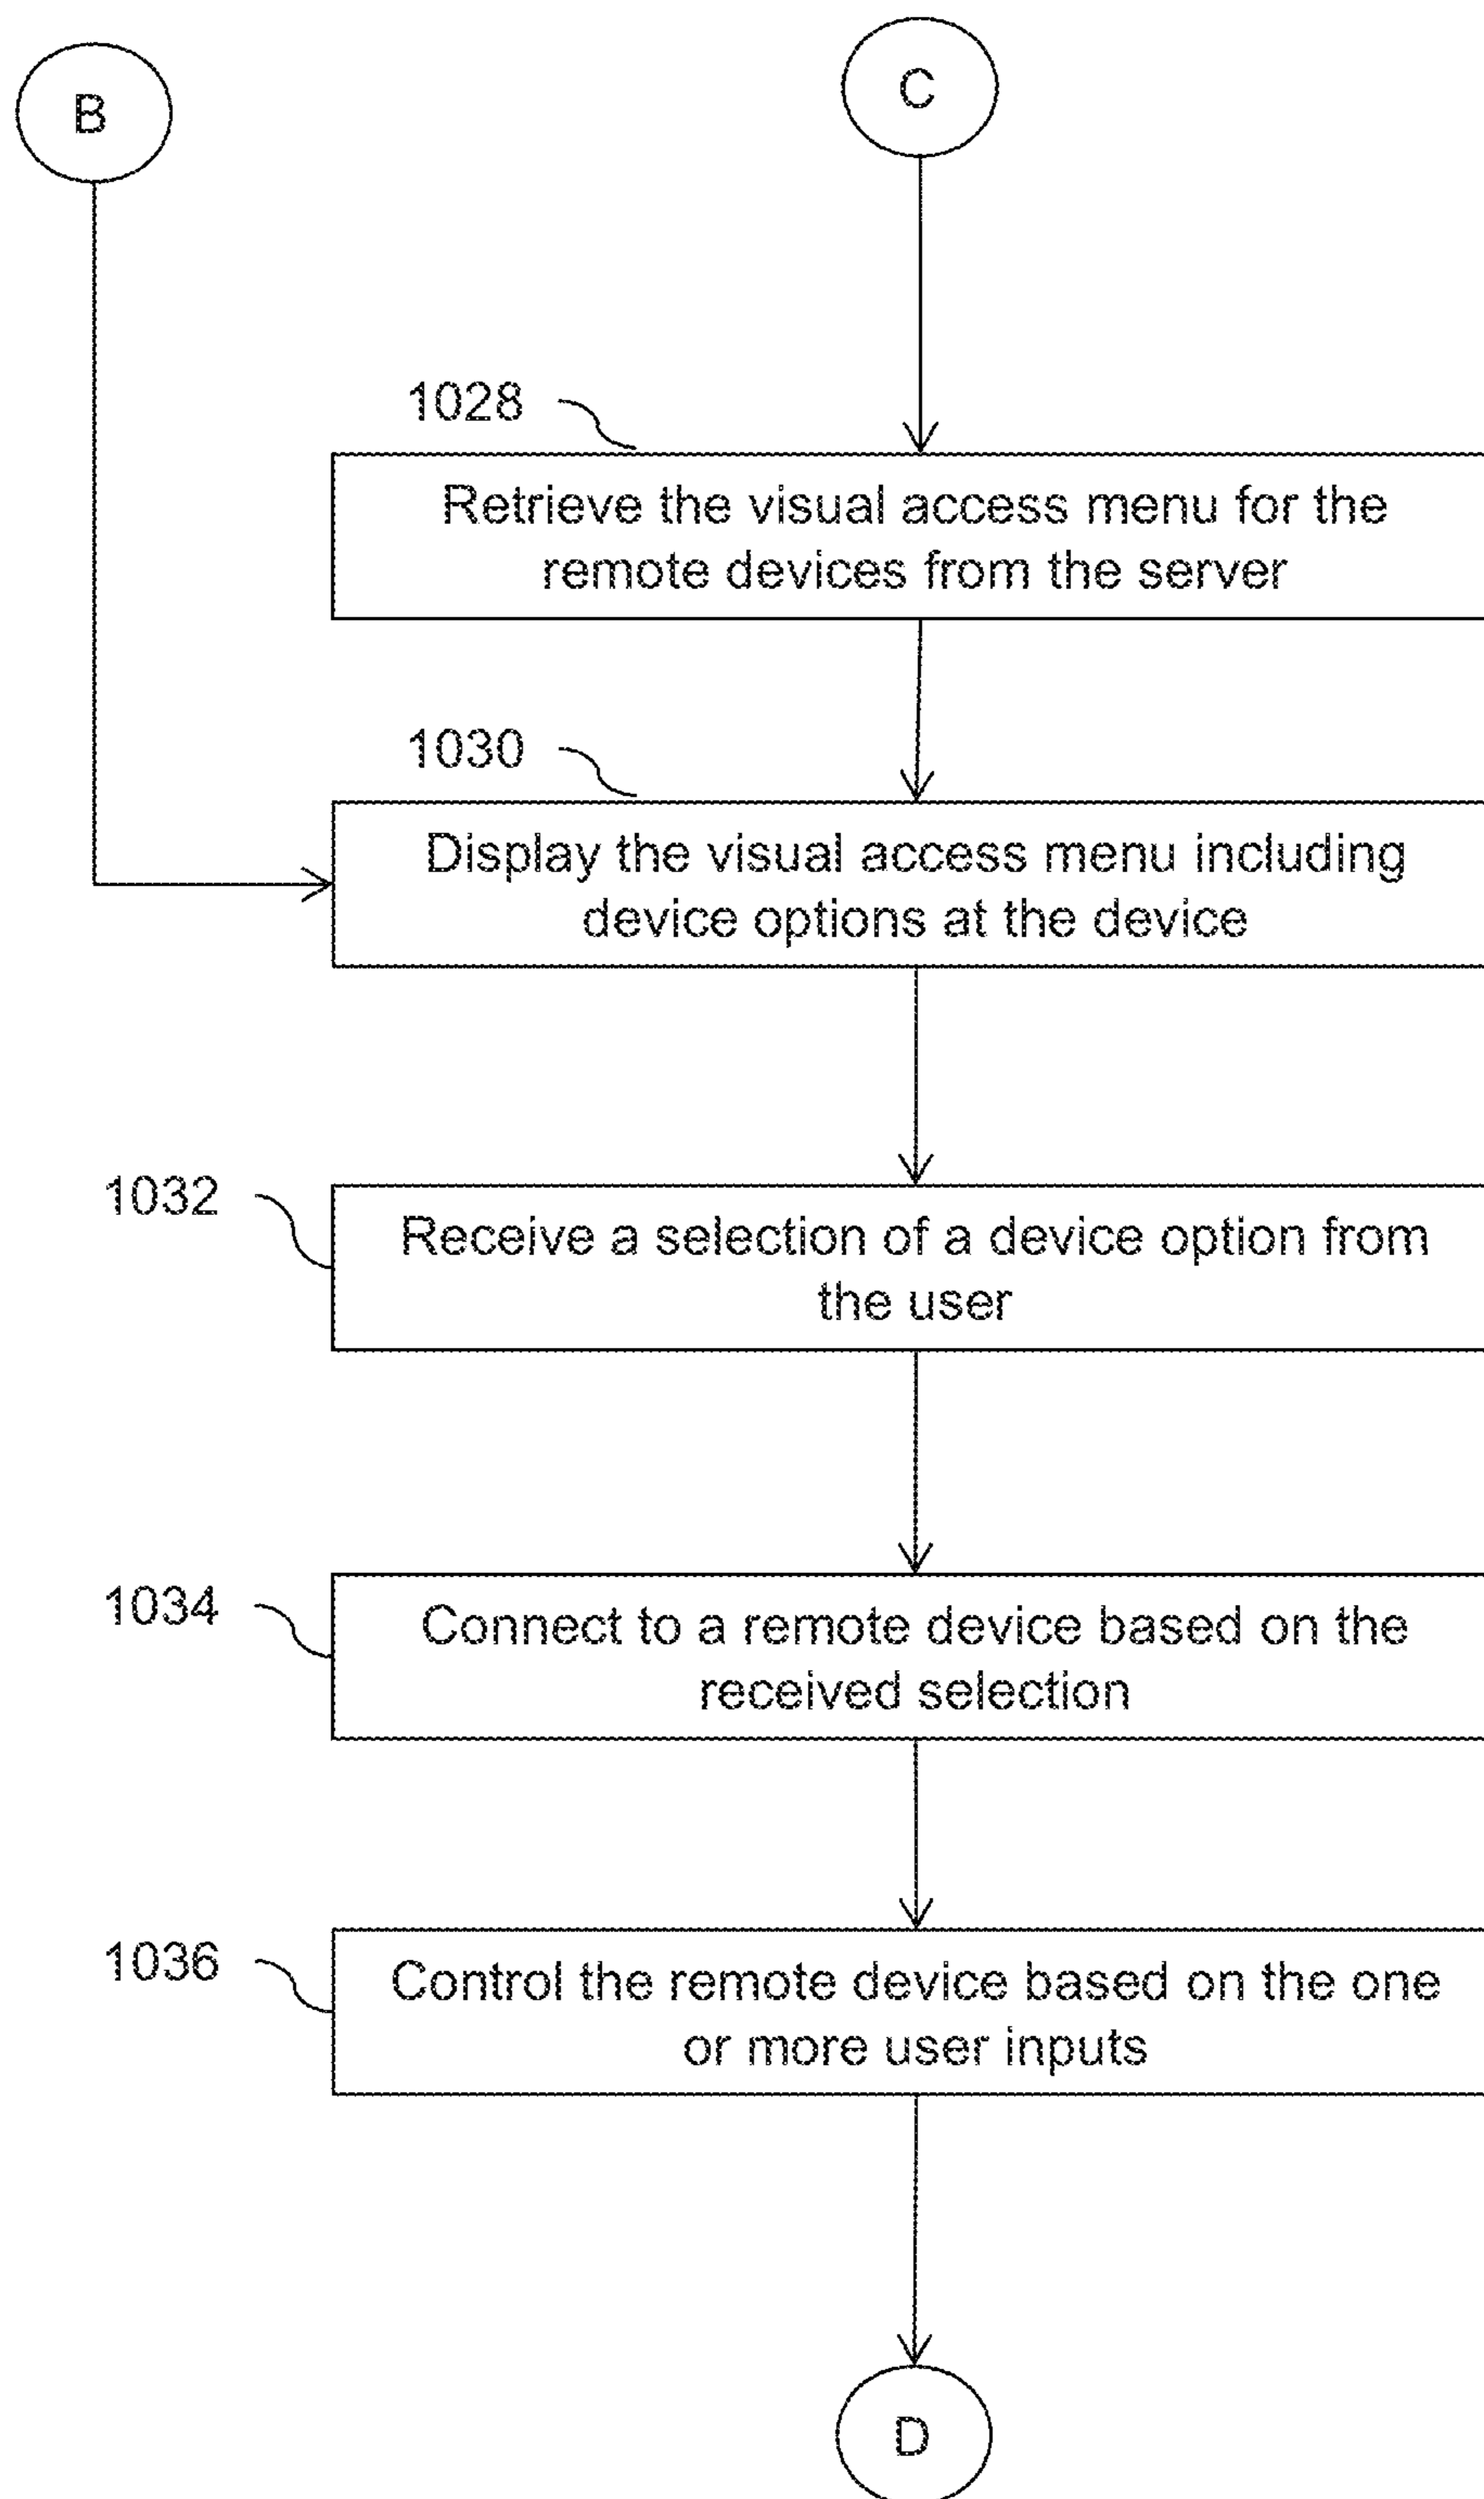 B
C
1028
Retrieve the visual access menu for the
remote devices from the server
1030
Display the visual access menu including
device options at the device
1032
Receive a selection of a device option from
the user
1034
Connect to a remote device based on the
received selection
1036
Control the remote device based on the one
or more user inputs
D